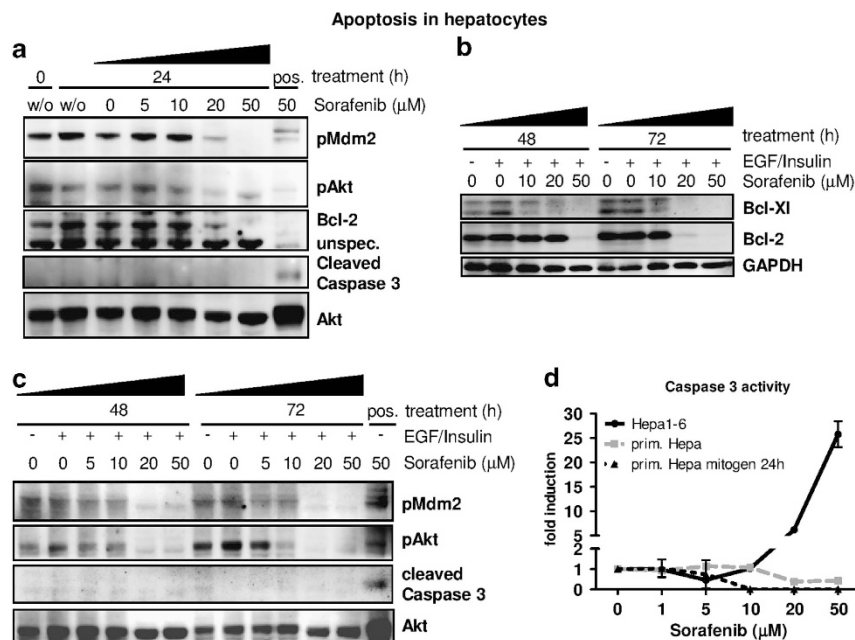 Apoptosis in hepatocytes
a
0 24 pos. treatment (h)
w/o w/o 0 5 10 20 50 50 Sorafenib (μM)
pMdm2
pAkt
Bcl-2
unspec.
Cleaved
Caspase 3
Akt
b
48 72 treatment (h)
- + + + + - + + + + EGF/Insulin
0 0 10 20 50 0 0 10 20 50 Sorafenib (μM)
Bcl-Xl
Bcl-2
GAPDH
c
48 72 pos. treatment (h)
- + + + + + - + + + + + - EGF/Insulin
0 0 5 10 20 50 0 0 5 10 20 50 50 Sorafenib (μM)
pMdm2
pAkt
cleaved
Caspase 3
Akt
d
Caspase 3 activity
Hepa1-6
prim. Hepa
prim. Hepa mitogen 24h
fold induction
30
25
20
15
10
5
2
1
0
0 1 5 10 20 50
Sorafenib (μM)